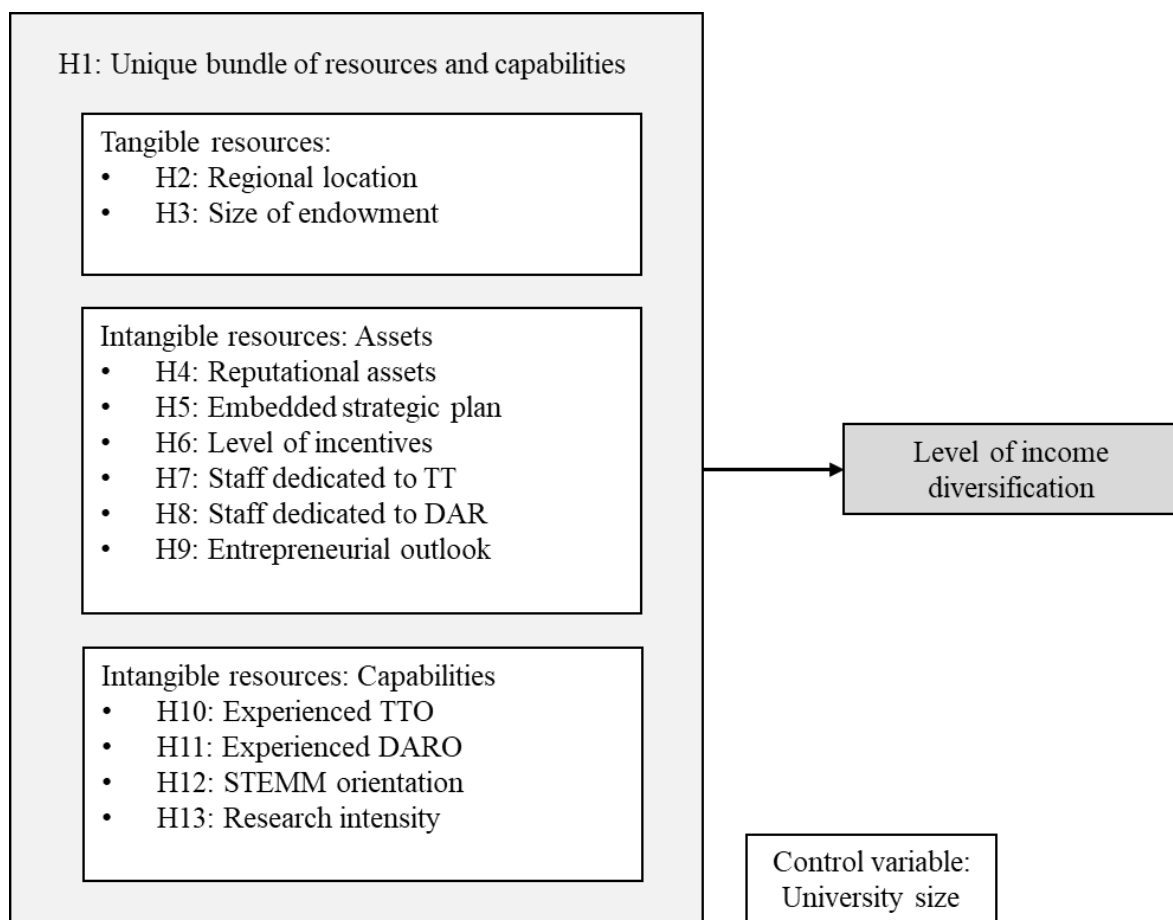 H1: Unique bundle of resources and capabilities
Tangible resources:
• H2: Regional location
• H3: Size of endowment
Intangible resources: Assets
• H4: Reputational assets
• H5: Embedded strategic plan
• H6: Level of incentives
• H7: Staff dedicated to TT
• H8: Staff dedicated to DAR
• H9: Entrepreneurial outlook
Level of income
diversification
Intangible resources: Capabilities
• H10: Experienced TTO
• H11: Experienced DARO
• H12: STEMM orientation
• H13: Research intensity
Control variable:
University size